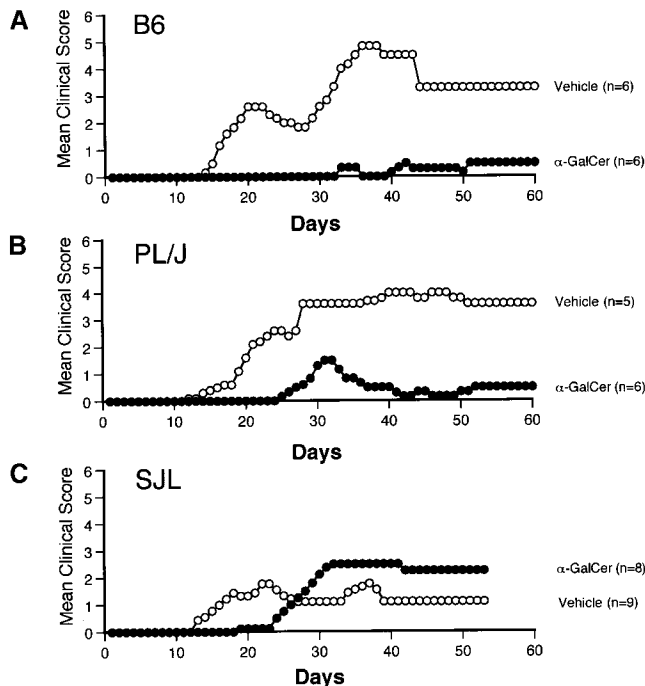 A
B6
Mean Clinical Score
6
5
4
3
2
1
0
0 10 20 30 40 50 60
Days
Vehicle (n=6)
α-GalCer (n=6)
B
PL/J
Mean Clinical Score
6
5
4
3
2
1
0
0 10 20 30 40 50 60
Days
Vehicle (n=5)
α-GalCer (n=6)
C
SJL
Mean Clinical Score
6
5
4
3
2
1
0
0 10 20 30 40 50 60
Days
α-GalCer (n=8)
Vehicle (n=9)